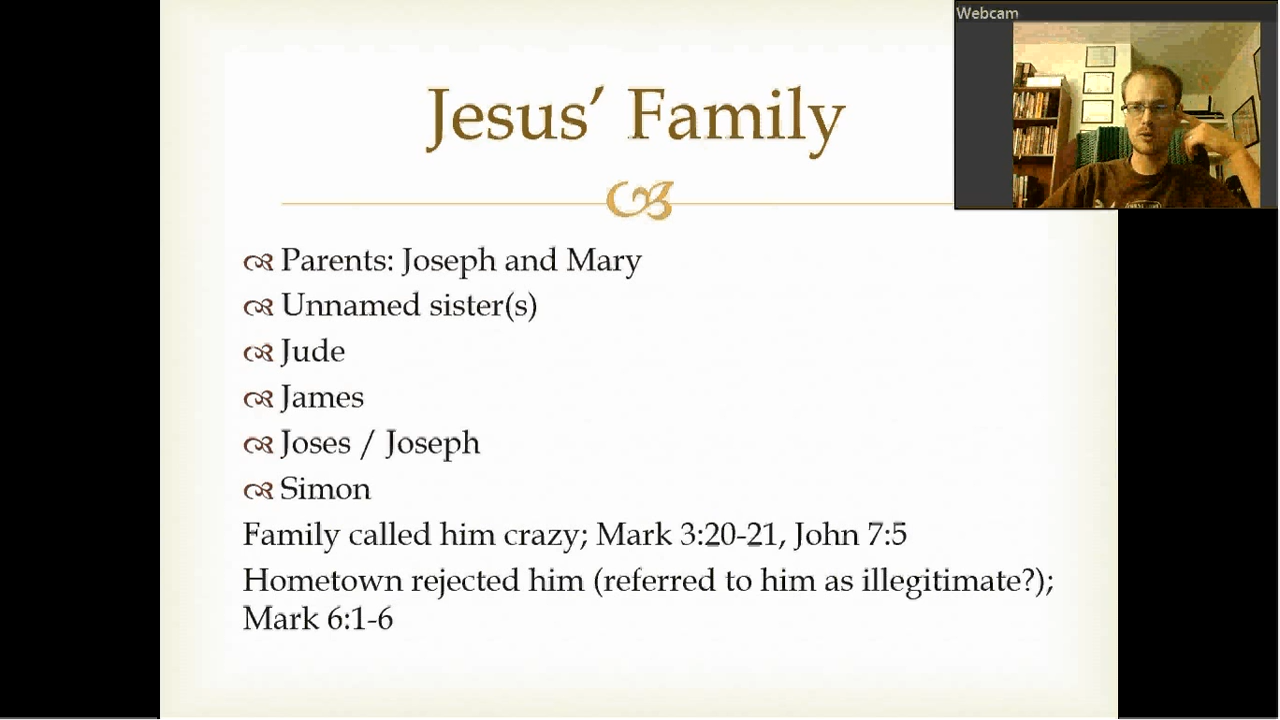 Webcam
Jesus’ Family
Parents: Joseph and Mary
Unnamed sister(s)
Jude
James
Joses / Joseph
Simon
Family called him crazy; Mark 3:20-21, John 7:5
Hometown rejected him (referred to him as illegitimate?);
Mark 6:1-6